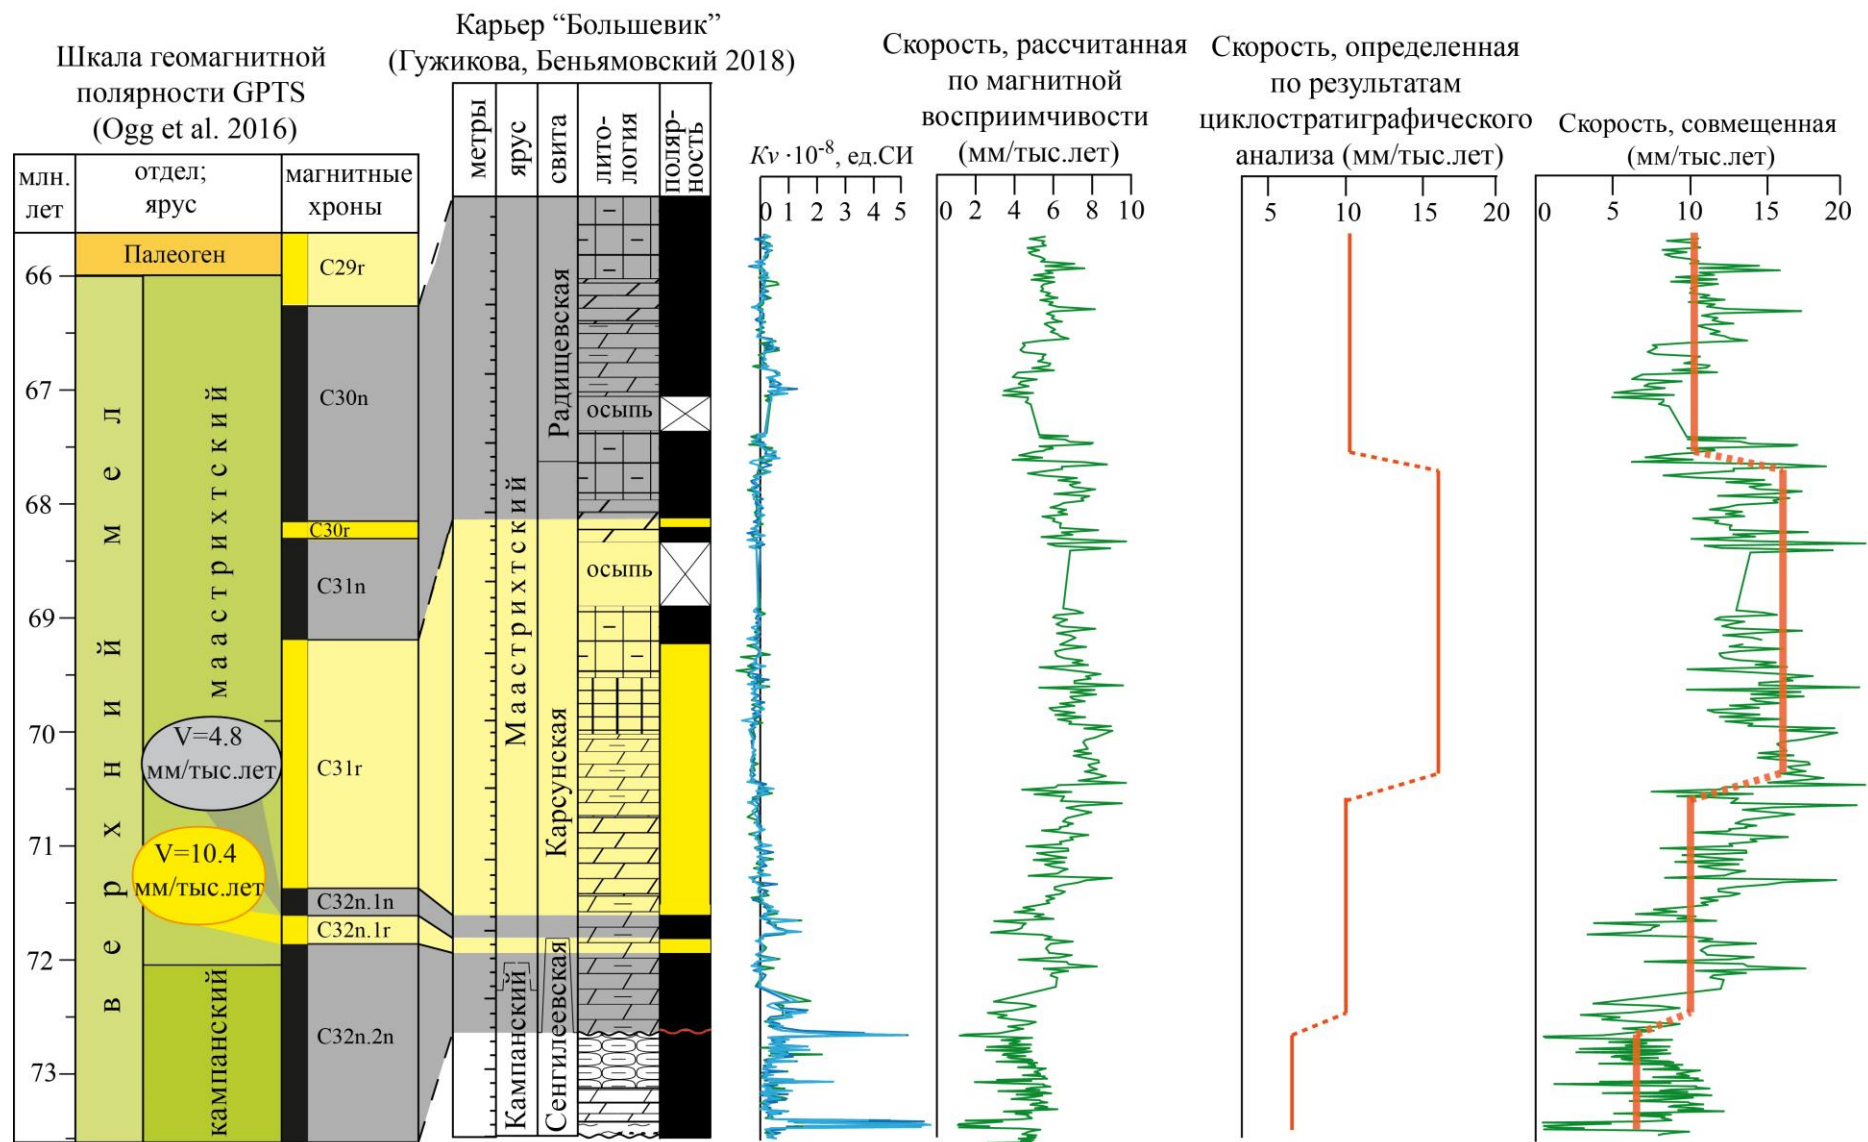 Шкала геомагнитной
полярности GPTS
(Ogg et al. 2016)
млн.
лет
отдел;
ярус
магнитные
хроны
66
67
68
69
70
71
72
73
Палеоген
верхний мел
маастрихтский
кампанский
V=4.8
мм/тыс.лет
V=10.4
мм/тыс.лет
C29r
C30n
C30r
C31n
C31r
C32n.1n
C32n.1r
C32n.2n
Карьер “Большевик”
(Гужикова, Беньямовский 2018)
метры
ярус
свита
лито-
логия
поляр-
ность
Маастрихтский
Кампанский
Радищевская
Карсунская
Сенгилеевская
осыпь
осыпь
Kv ·10-8, ед.СИ
0 1 2 3 4 5
Скорость, рассчитанная
по магнитной
восприимчивости
(мм/тыс.лет)
0 2 4 6 8 10
Скорость, определенная
по результатам
циклостратиграфического
анализа (мм/тыс.лет)
5 10 15 20
Скорость, совмещенная
(мм/тыс.лет)
0 5 10 15 20